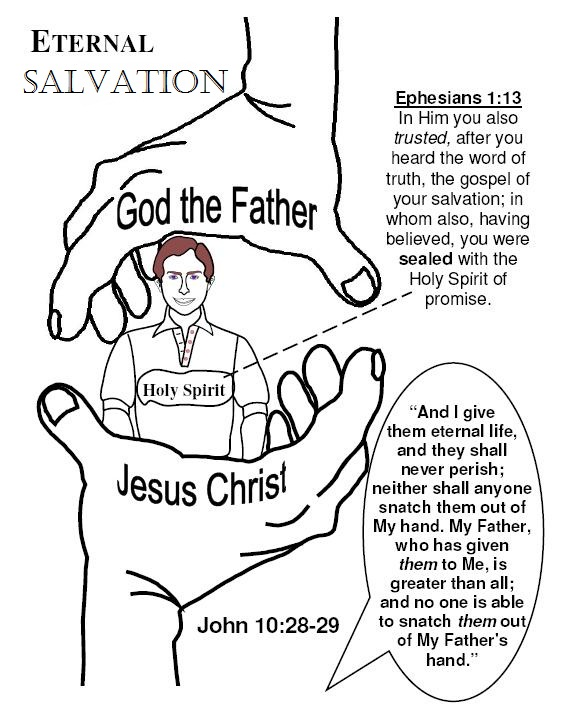 ETERNAL
SALVATION
Ephesians 1:13
In Him you also
trusted, after you
heard the word of
truth, the gospel of
your salvation; in
whom also, having
believed, you were
sealed with the
Holy Spirit of
promise.
God the Father
Holy Spirit
Jesus Christ
“And I give
them eternal life,
and they shall
never perish;
neither shall anyone
snatch them out of
My hand. My Father,
who has given
them to Me, is
greater than all;
and no one is able
to snatch them out
of My Father's
hand.”
John 10:28-29